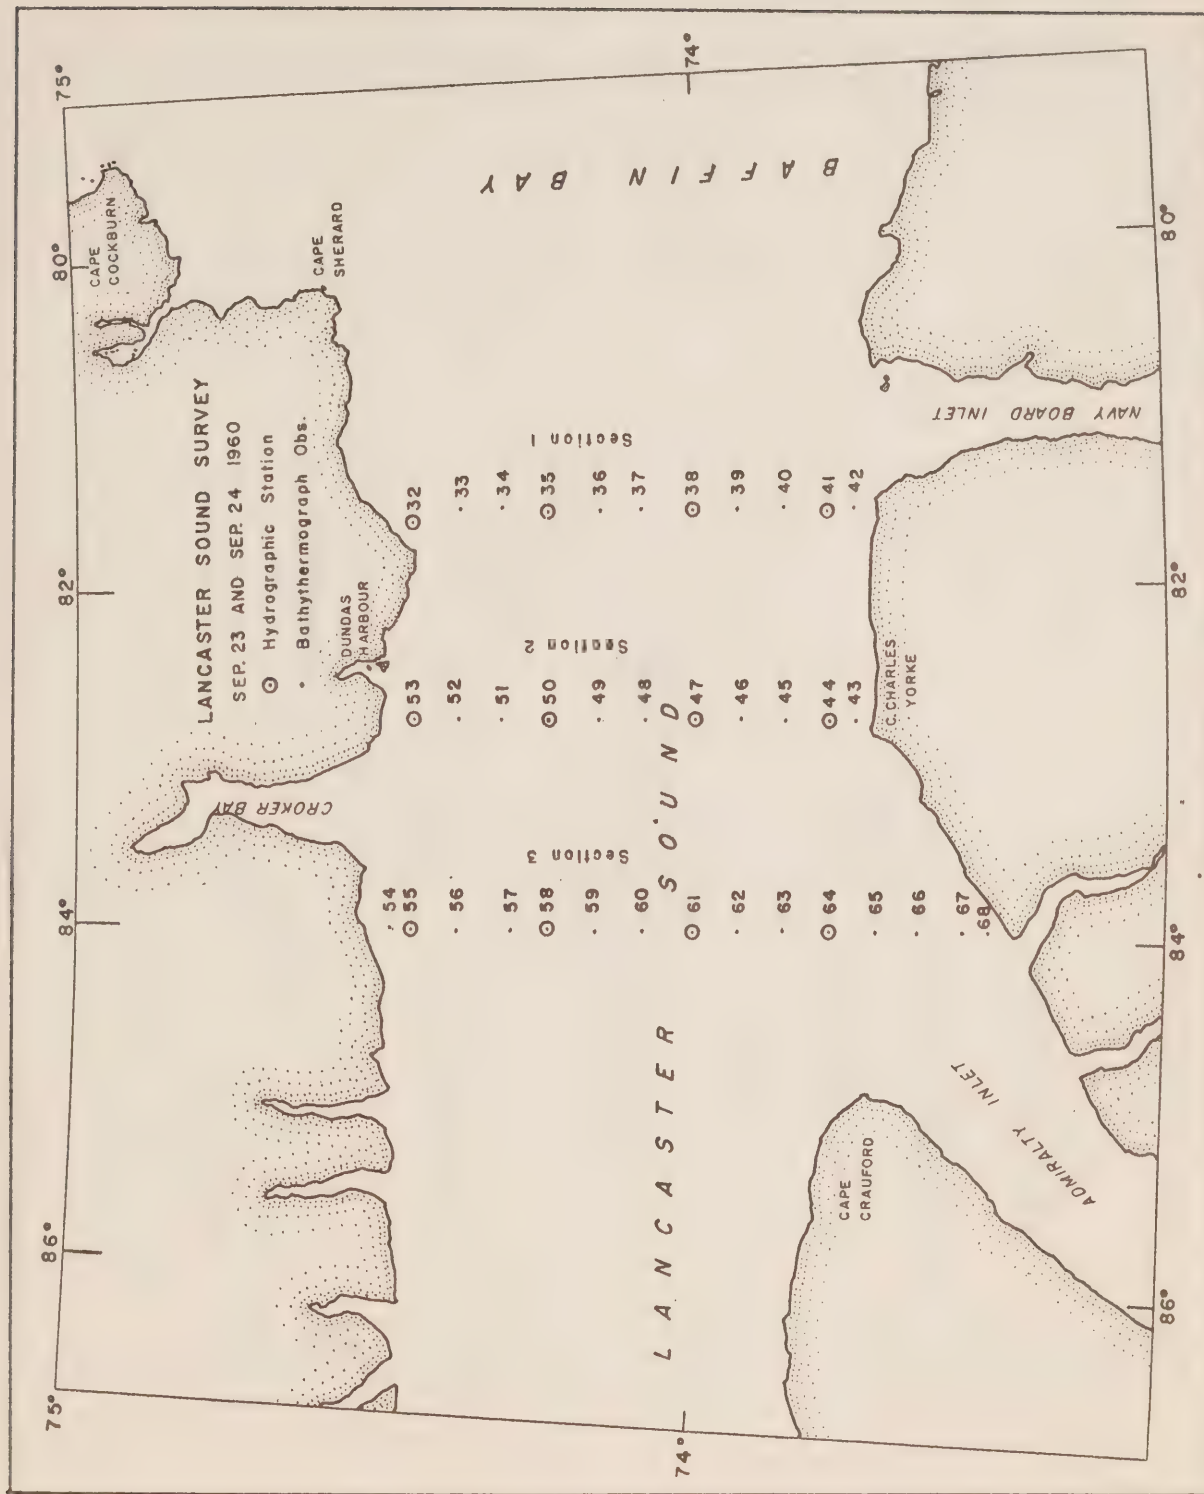 LANCASTER SOUND SURVEY
SEP. 23 AND SEP. 24 1960
⊙ Hydrographic Station
· Bathythermograph Obs.
75°
86°
84°
82°
80°
75°
CAPE
COCKBURN
CAPE
SHERARD
DUNDAS
HARBOUR
CROKER BAY
BAFFIN BAY
LANCASTER SOUND
Section 3
54
55
56
57
58
59
60
61
62
63
64
65
66
67
68
Section 2
53
52
51
50
49
48
47
46
45
44
43
Section 1
32
33
34
35
36
37
38
39
40
41
42
74°
74°
CAPE
CRAUFORD
ADMIRALTY INLET
C. CHARLES
YORKE
NAVY BOARD INLET
86°
84°
82°
80°